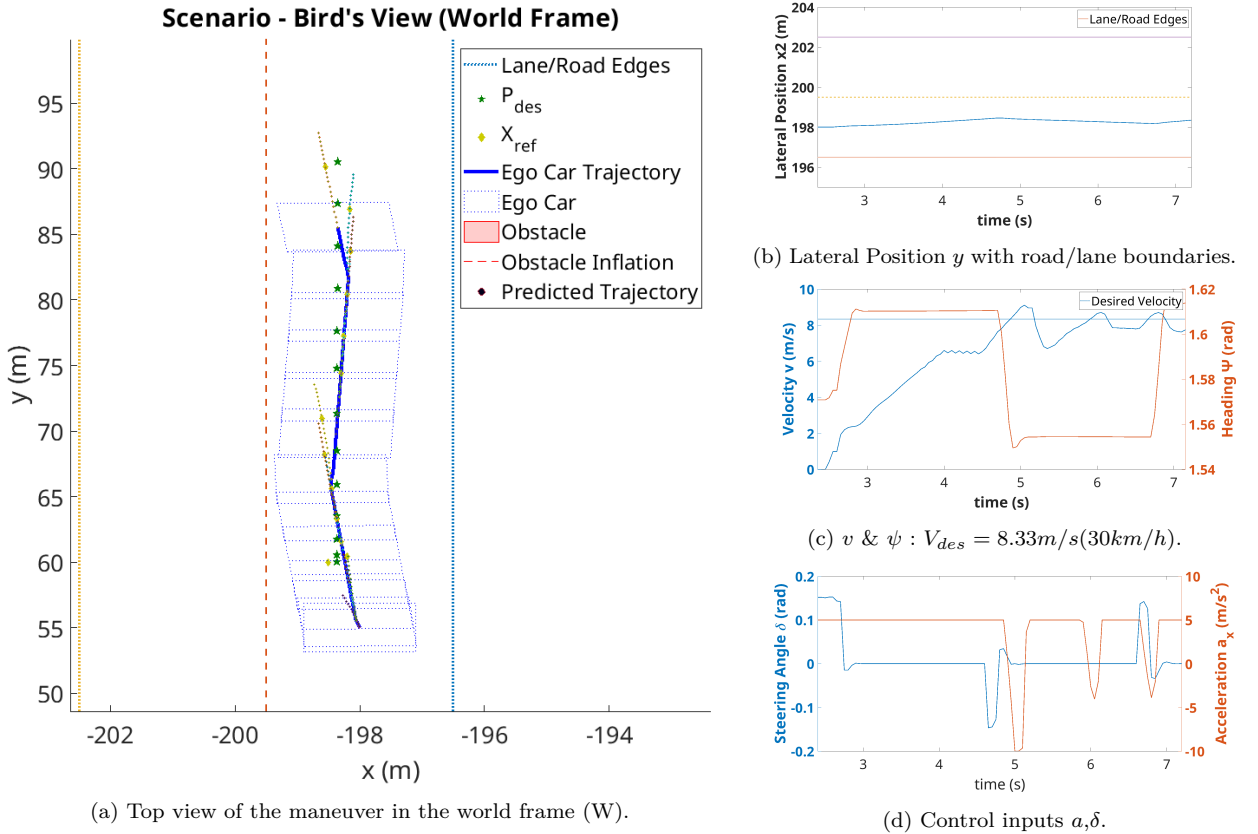 Scenario - Bird's View (World Frame)
Lane/Road Edges
P_des
X_ref
Ego Car Trajectory
Ego Car
Obstacle
Obstacle Inflation
Predicted Trajectory
95
90
85
80
75
70
65
60
55
50
y (m)
-202
-200
-198
-196
-194
x (m)
(a) Top view of the maneuver in the world frame (W).
204
202
200
198
196
Lateral Position x2 (m)
Lane/Road Edges
3
4
5
6
7
time (s)
(b) Lateral Position y with road/lane boundaries.
10
8
6
4
2
0
Velocity v (m/s)
Desired Velocity
1.62
1.6
1.58
1.56
1.54
Heading Ψ (rad)
3
4
5
6
7
time (s)
(c) v & ψ : V_des = 8.33m/s(30km/h).
0.2
0.1
0
-0.1
-0.2
Steering Angle δ (rad)
10
5
0
-5
-10
Acceleration a_x (m/s²)
3
4
5
6
7
time (s)
(d) Control inputs a,δ.